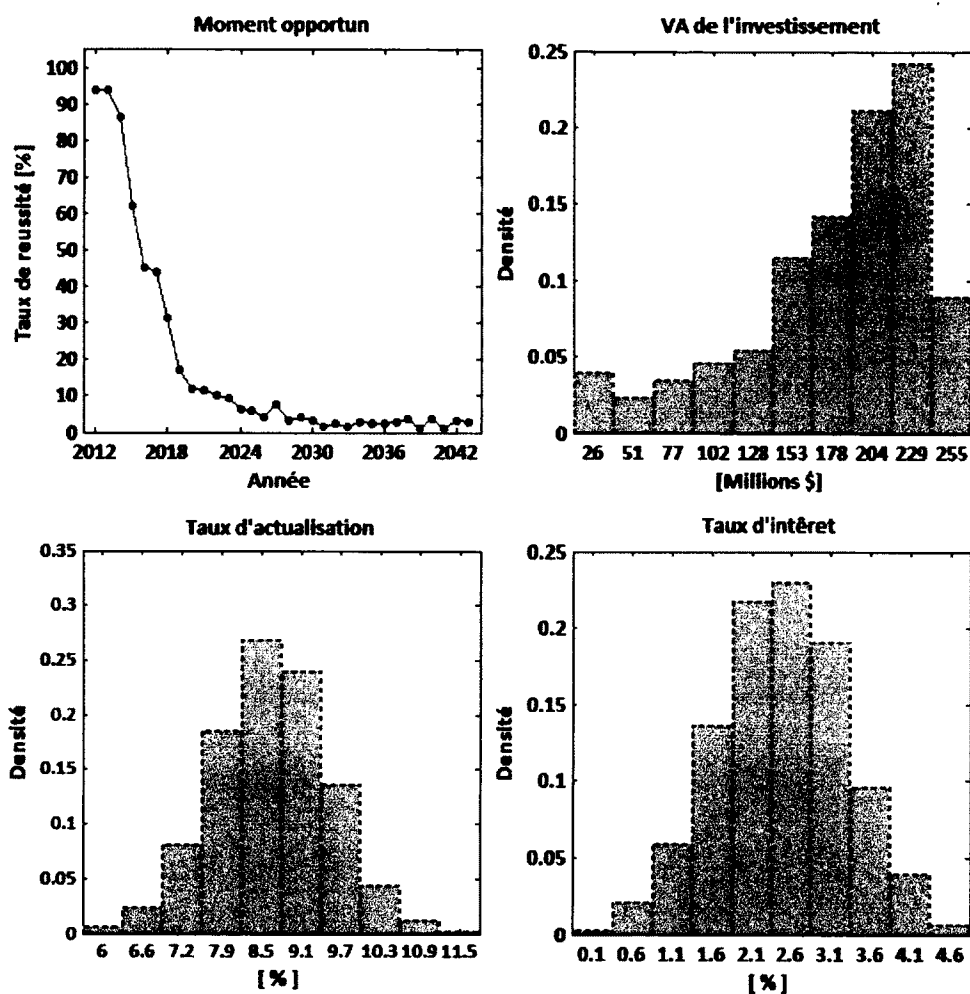 Moment opportun
100
90
80
70
60
50
40
30
20
10
0
Taux de reussité [%]
2012 2018 2024 2030 2036 2042
Année
VA de l'investissement
0.25
0.2
0.15
0.1
0.05
0
Densité
26 51 77 102 128 153 178 204 229 255
[Millions $]
Taux d'actualisation
0.35
0.3
0.25
0.2
0.15
0.1
0.05
0
Densité
6 6.6 7.2 7.9 8.5 9.1 9.7 10.3 10.9 11.5
[ % ]
Taux d'intêret
0.25
0.2
0.15
0.1
0.05
0
Densité
0.1 0.6 1.1 1.6 2.1 2.6 3.1 3.6 4.1 4.6
[ % ]